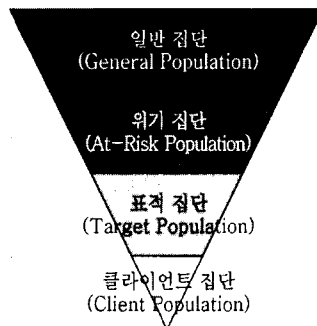 일반 집단
(General Population)
위기 집단
(At-Risk Population)
표적 집단
(Target Population)
클라이언트 집단
(Client Population)